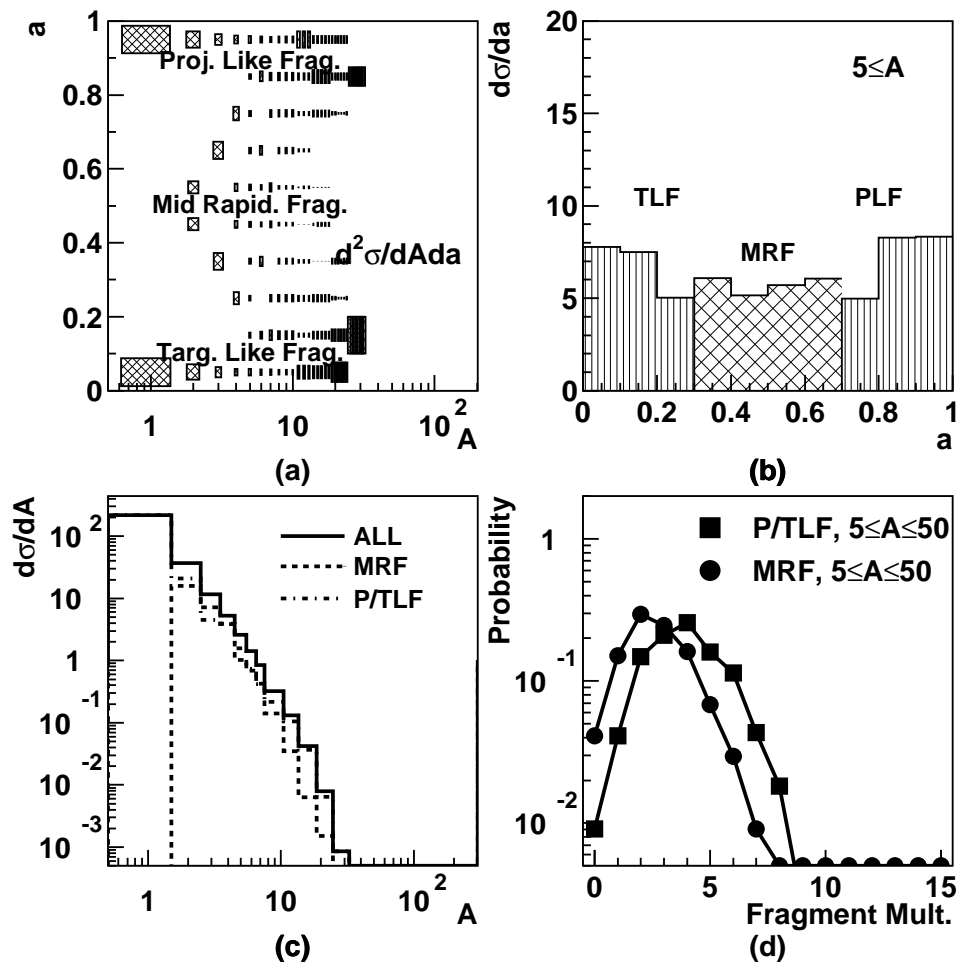 a
1
0.8
0.6
0.4
0.2
0
Proj. Like Frag.
Mid Rapid. Frag.
d²σ/dAda
Targ. Like Frag.
1
10
10²
A
(a)
dσ/da
20
15
10
5
0
5≤A
TLF
MRF
PLF
0
0.2
0.4
0.6
0.8
1
a
(b)
dσ/dA
10²
10
1
10⁻¹
10⁻²
10⁻³
ALL
MRF
P/TLF
1
10
10²
A
(c)
Probability
1
10⁻¹
10⁻²
P/TLF, 5≤A≤50
MRF, 5≤A≤50
0
5
10
15
Fragment Mult.
(d)